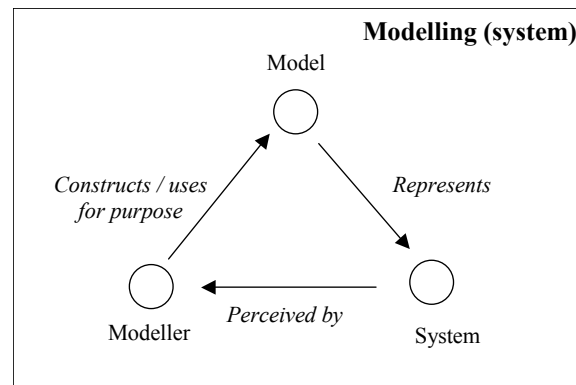 Modelling (system)
Model
Constructs / uses
for purpose
Represents
Modeller
Perceived by
System